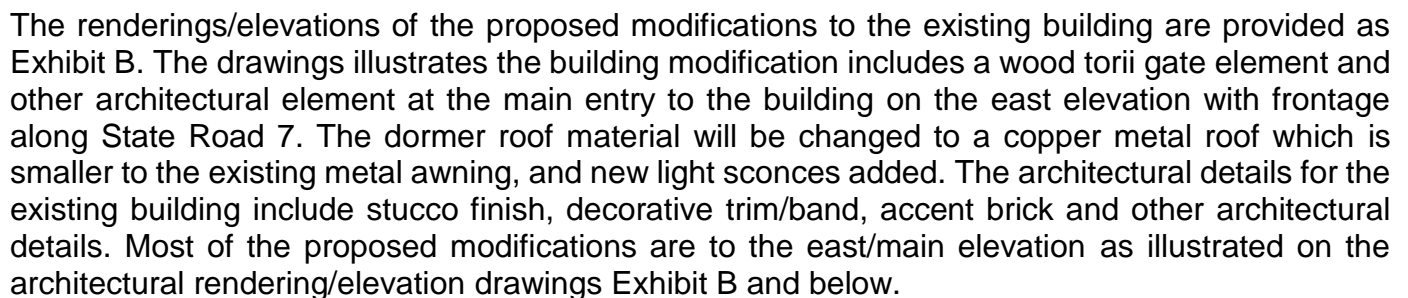 The renderings/elevations of the proposed modifications to the existing building are provided as
Exhibit B. The drawings illustrates the building modification includes a wood torii gate element and
other architectural element at the main entry to the building on the east elevation with frontage
along State Road 7. The dormer roof material will be changed to a copper metal roof which is
smaller to the existing metal awning, and new light sconces added. The architectural details for the
existing building include stucco finish, decorative trim/band, accent brick and other architectural
details. Most of the proposed modifications are to the east/main elevation as illustrated on the
architectural rendering/elevation drawings Exhibit B and below.